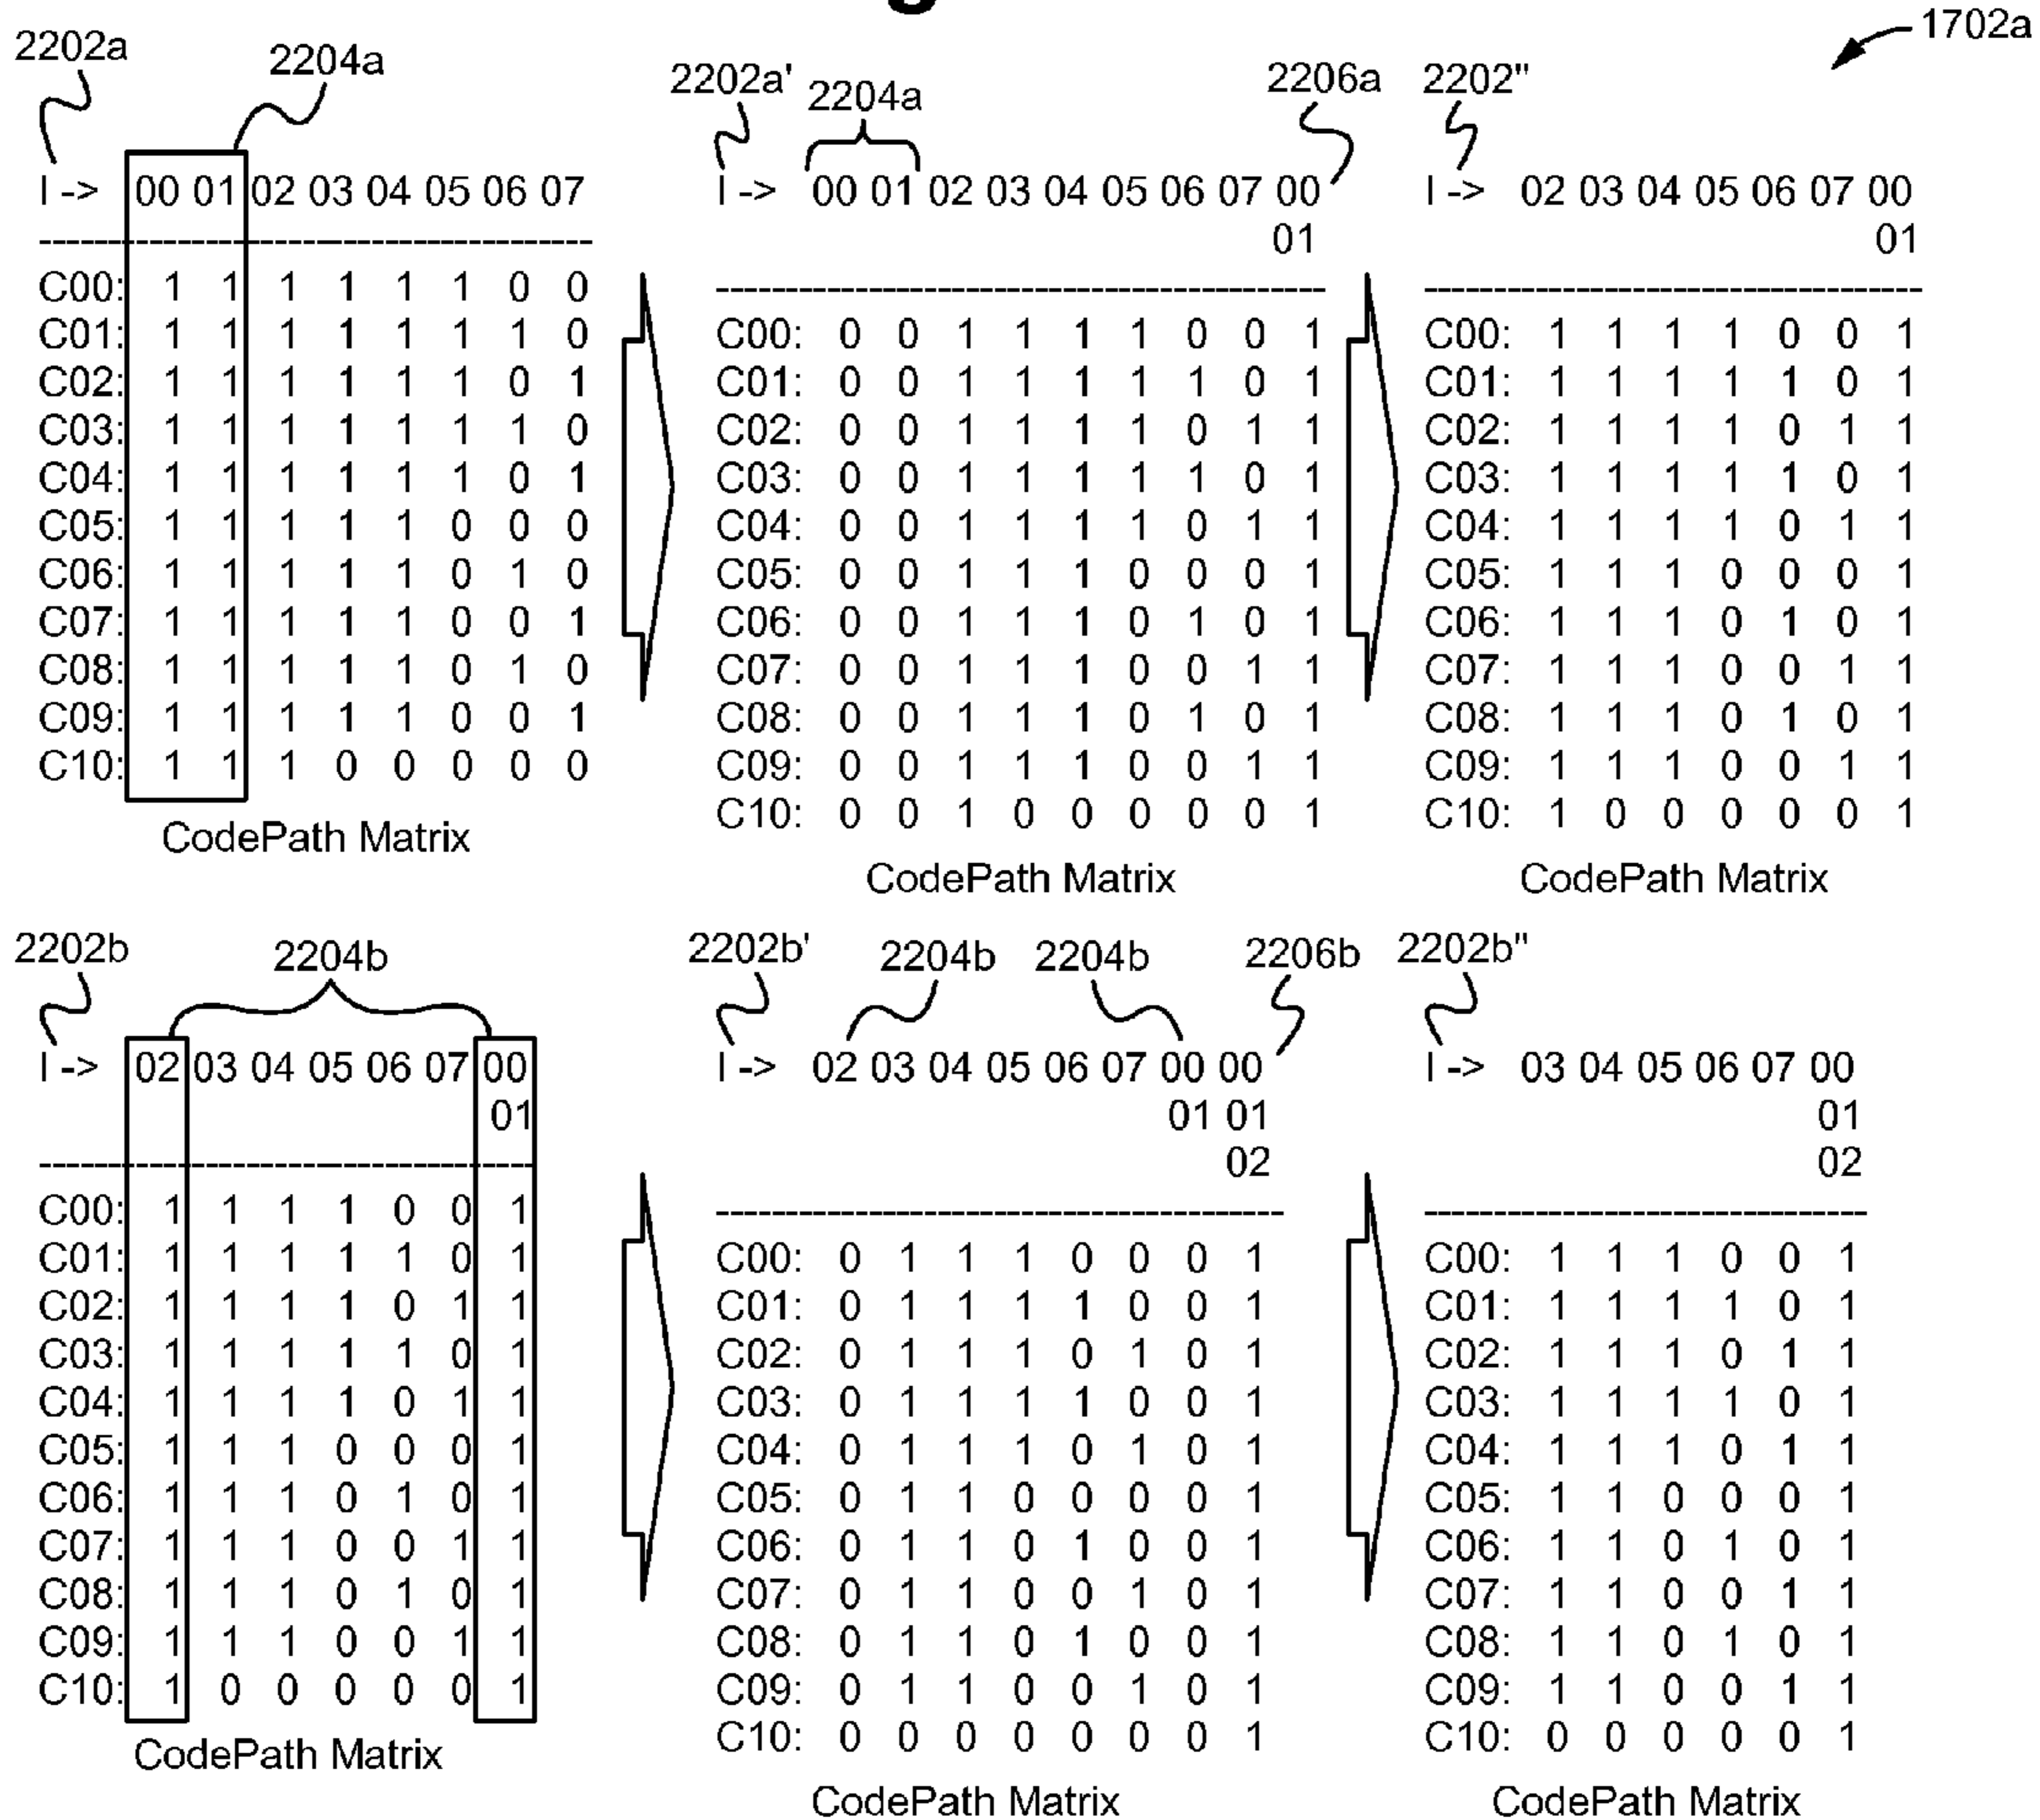 1702a
2202a
2204a
2202a'
2204a
2206a
2202"
I -> 00 01 02 03 04 05 06 07
I -> 00 01 02 03 04 05 06 07 00
01
I -> 02 03 04 05 06 07 00
01
--------------------------------
C00: 1 1 1 1 1 1 0 0
C01: 1 1 1 1 1 1 1 0
C02: 1 1 1 1 1 1 0 1
C03: 1 1 1 1 1 1 1 0
C04: 1 1 1 1 1 1 0 1
C05: 1 1 1 1 1 0 0 0
C06: 1 1 1 1 1 0 1 0
C07: 1 1 1 1 1 0 0 1
C08: 1 1 1 1 1 0 1 0
C09: 1 1 1 1 1 0 0 1
C10: 1 1 1 0 0 0 0 0
CodePath Matrix
--------------------------------
C00: 0 0 1 1 1 1 0 0 1
C01: 0 0 1 1 1 1 1 0 1
C02: 0 0 1 1 1 1 0 1 1
C03: 0 0 1 1 1 1 1 0 1
C04: 0 0 1 1 1 1 0 1 1
C05: 0 0 1 1 1 0 0 0 1
C06: 0 0 1 1 1 0 1 0 1
C07: 0 0 1 1 1 0 0 1 1
C08: 0 0 1 1 1 0 1 0 1
C09: 0 0 1 1 1 0 0 1 1
C10: 0 0 1 0 0 0 0 0 1
CodePath Matrix
--------------------------------
C00: 1 1 1 1 0 0 1
C01: 1 1 1 1 1 0 1
C02: 1 1 1 1 0 1 1
C03: 1 1 1 1 1 0 1
C04: 1 1 1 1 0 1 1
C05: 1 1 1 0 0 0 1
C06: 1 1 1 0 1 0 1
C07: 1 1 1 0 0 1 1
C08: 1 1 1 0 1 0 1
C09: 1 1 1 0 0 1 1
C10: 1 0 0 0 0 0 1
CodePath Matrix
2202b
2204b
2202b'
2204b
2204b
2206b
2202b"
I -> 02 03 04 05 06 07 00
01
--------------------------------
C00: 1 1 1 1 0 0 1
C01: 1 1 1 1 1 0 1
C02: 1 1 1 1 0 1 1
C03: 1 1 1 1 1 0 1
C04: 1 1 1 1 0 1 1
C05: 1 1 1 0 0 0 1
C06: 1 1 1 0 1 0 1
C07: 1 1 1 0 0 1 1
C08: 1 1 1 0 1 0 1
C09: 1 1 1 0 0 1 1
C10: 1 0 0 0 0 0 1
CodePath Matrix
I -> 02 03 04 05 06 07 00 00
01 01
02
--------------------------------
C00: 0 1 1 1 0 0 0 1
C01: 0 1 1 1 1 0 0 1
C02: 0 1 1 1 0 1 0 1
C03: 0 1 1 1 1 0 0 1
C04: 0 1 1 1 0 1 0 1
C05: 0 1 1 0 0 0 0 1
C06: 0 1 1 0 1 0 0 1
C07: 0 1 1 0 0 1 0 1
C08: 0 1 1 0 1 0 0 1
C09: 0 1 1 0 0 1 0 1
C10: 0 0 0 0 0 0 0 1
CodePath Matrix
I -> 03 04 05 06 07 00
01
02
--------------------------------
C00: 1 1 1 0 0 1
C01: 1 1 1 1 0 1
C02: 1 1 1 0 1 1
C03: 1 1 1 1 0 1
C04: 1 1 1 0 1 1
C05: 1 1 0 0 0 1
C06: 1 1 0 1 0 1
C07: 1 1 0 0 1 1
C08: 1 1 0 1 0 1
C09: 1 1 0 0 1 1
C10: 0 0 0 0 0 1
CodePath Matrix